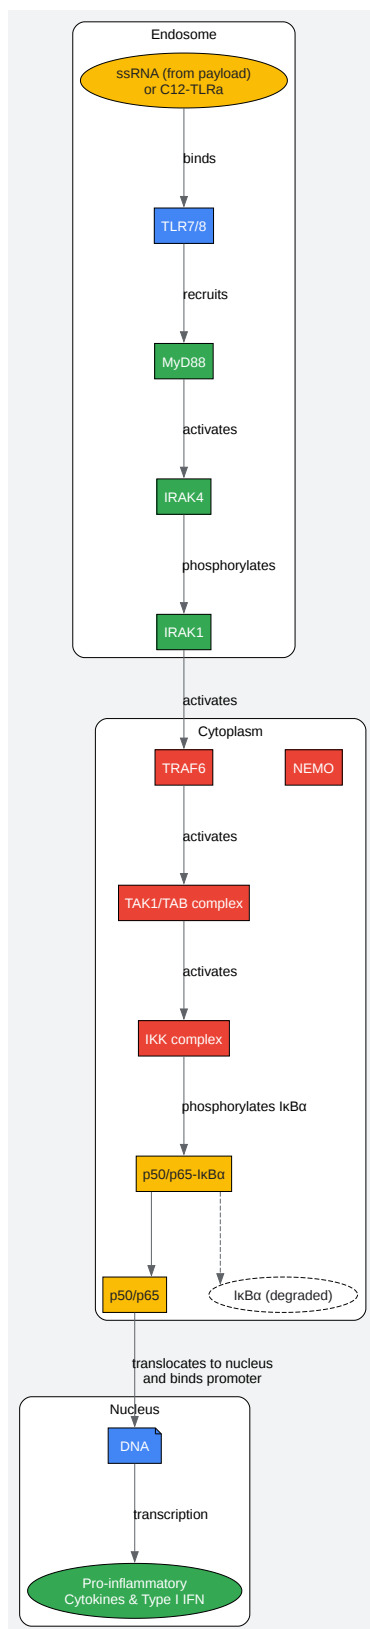 Endosome
ssRNA (from payload)
or C12-TLRa
binds
TLR7/8
recruits
MyD88
activates
IRAK4
phosphorylates
IRAK1
activates
Cytoplasm
TRAF6
NEMO
activates
TAK1/TAB complex
activates
IKK complex
phosphorylates IκBα
p50/p65-IκBα
p50/p65
IκBα (degraded)
translocates to nucleus
and binds promoter
Nucleus
DNA
transcription
Pro-inflammatory
Cytokines & Type I IFN